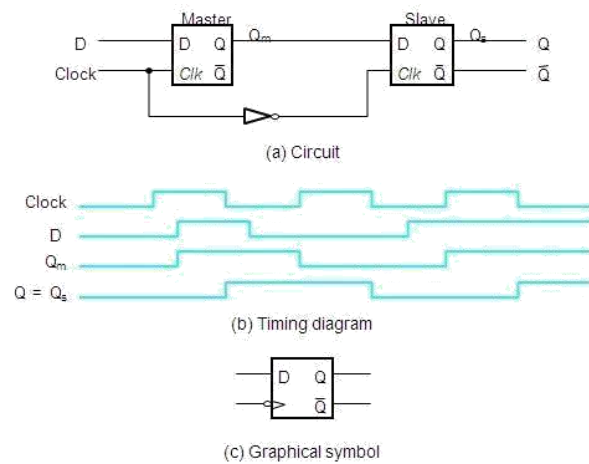 Master Slave
D D Q Qm D Q Qs Q
Clock Clk Q̅ Clk Q̅ Q̅
(a) Circuit
Clock
D
Qm
Q = Qs
(b) Timing diagram
D Q
Q̅
(c) Graphical symbol